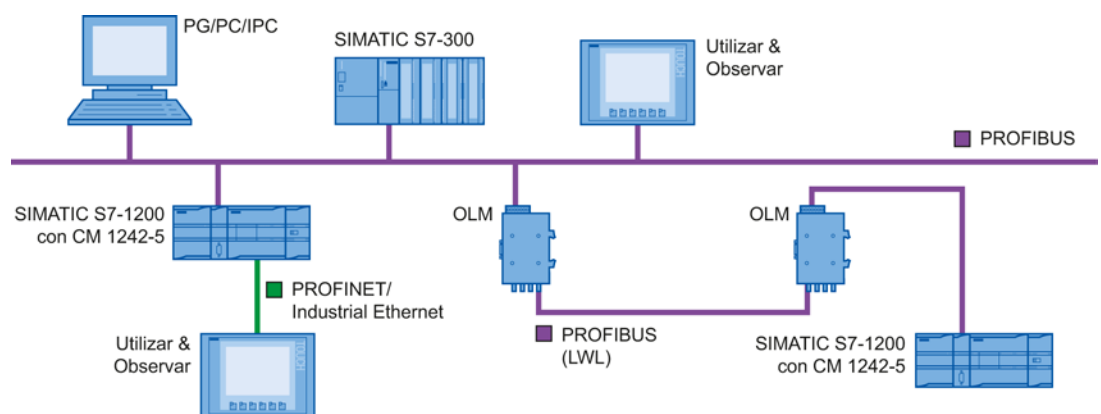 PG/PC/IPC
SIMATIC S7-300
Utilizar &
Observar
PROFIBUS
SIMATIC S7-1200
con CM 1242-5
OLM
OLM
PROFINET/
Industrial Ethernet
PROFIBUS
(LWL)
Utilizar &
Observar
SIMATIC S7-1200
con CM 1242-5